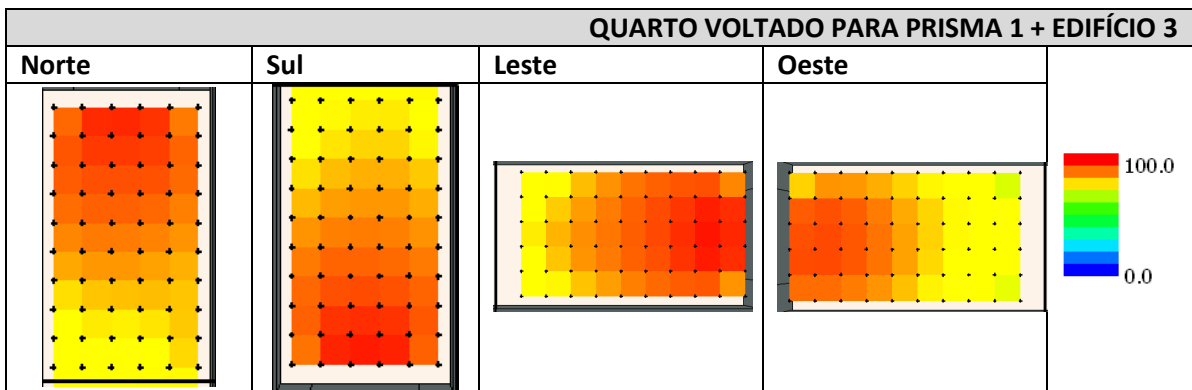 QUARTO VOLTADO PARA PRISMA 1 + EDIFÍCIO 3
Norte Sul Leste Oeste
100.0
0.0